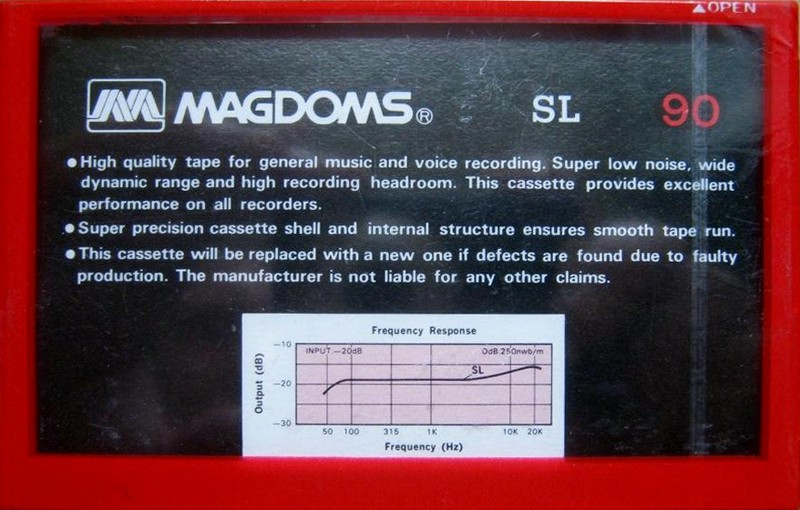 ▲OPEN
MAGDOMS® SL 90
●High quality tape for general music and voice recording. Super low noise, wide
dynamic range and high recording headroom. This cassette provides excellent
performance on all recorders.
●Super precision cassette shell and internal structure ensures smooth tape run.
●This cassette will be replaced with a new one if defects are found due to faulty
production. The manufacturer is not liable for any other claims.
Frequency Response
INPUT:-20dB 0dB:250nwb/m
Output (dB)
-10
-20
-30
SL
50 100 315 1K 10K 20K
Frequency (Hz)